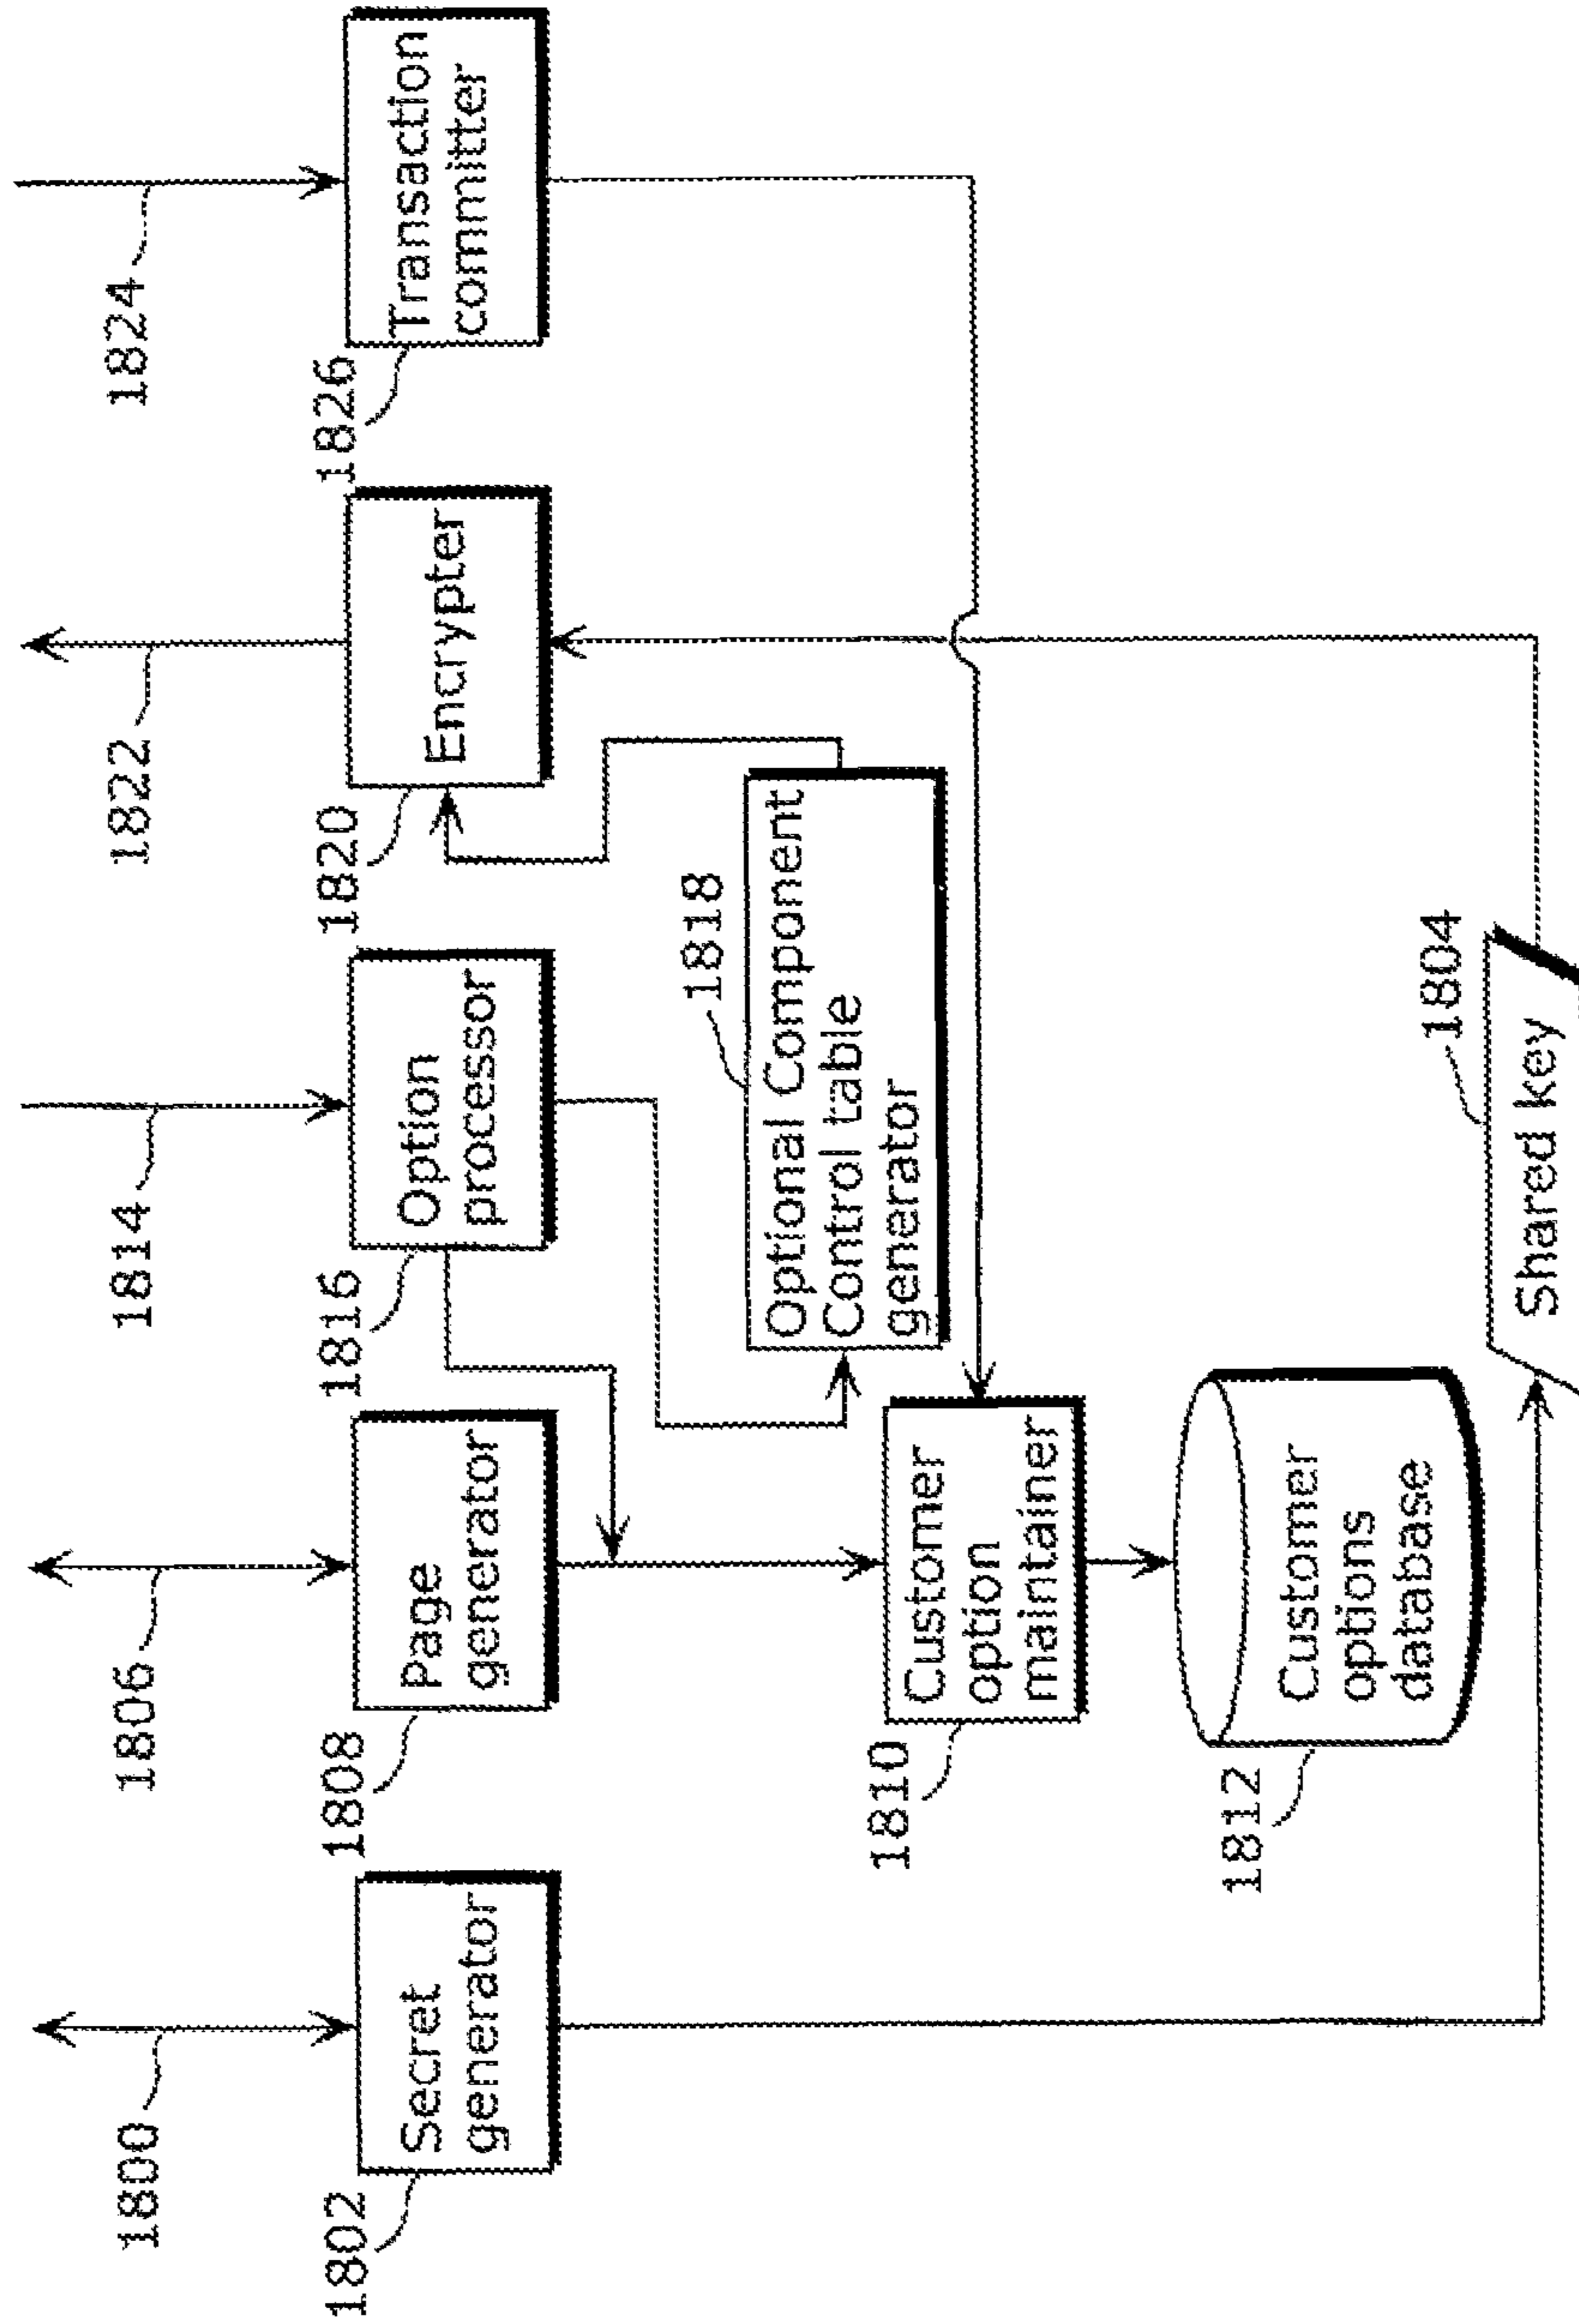 1800
1806
1814
1822
1824
1802
Secret
generator
1808
Page
generator
1816
Option
processor
1820
Encrypter
1826
Transaction
committer
1818
Optional Component
Control table
generator
1810
Customer
option
maintainer
1812
Customer
options
database
1804
Shared key